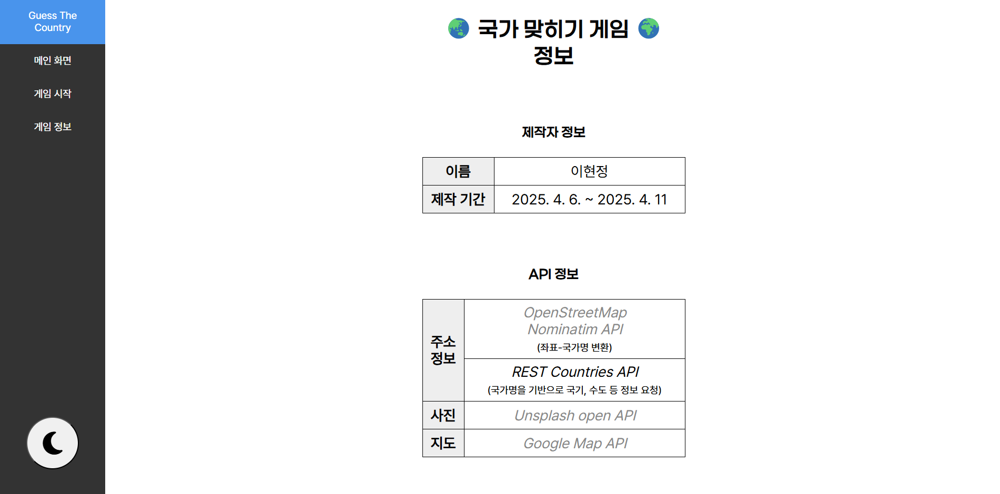 Guess The
Country
메인 화면
게임 시작
게임 정보
🌏 국가 맞히기 게임 🌍
정보
제작자 정보
이름 이현정
제작 기간 2025. 4. 6. ~ 2025. 4. 11
API 정보
주소
정보
OpenStreetMap
Nominatim API
(좌표-국가명 변환)
REST Countries API
(국가명을 기반으로 국기, 수도 등 정보 요청)
사진 Unsplash open API
지도 Google Map API